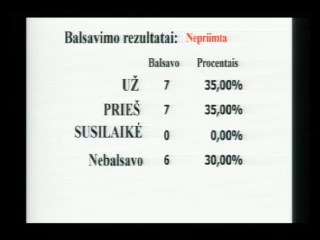 Balsavimo rezultatai: Nepriimta
Balsavo Procentais
UŽ 7 35,00%
PRIEŠ 7 35,00%
SUSILAIKĖ 0 0,00%
Nebalsavo 6 30,00%